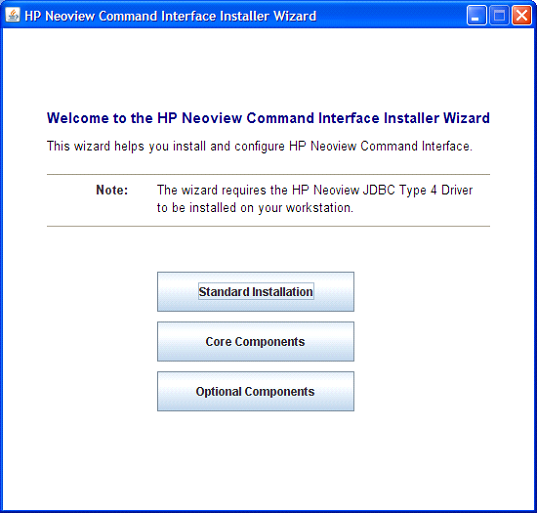 HP Neoview Command Interface Installer Wizard
Welcome to the HP Neoview Command Interface Installer Wizard
This wizard helps you install and configure HP Neoview Command Interface.
Note: The wizard requires the HP Neoview JDBC Type 4 Driver
to be installed on your workstation.
Standard Installation
Core Components
Optional Components